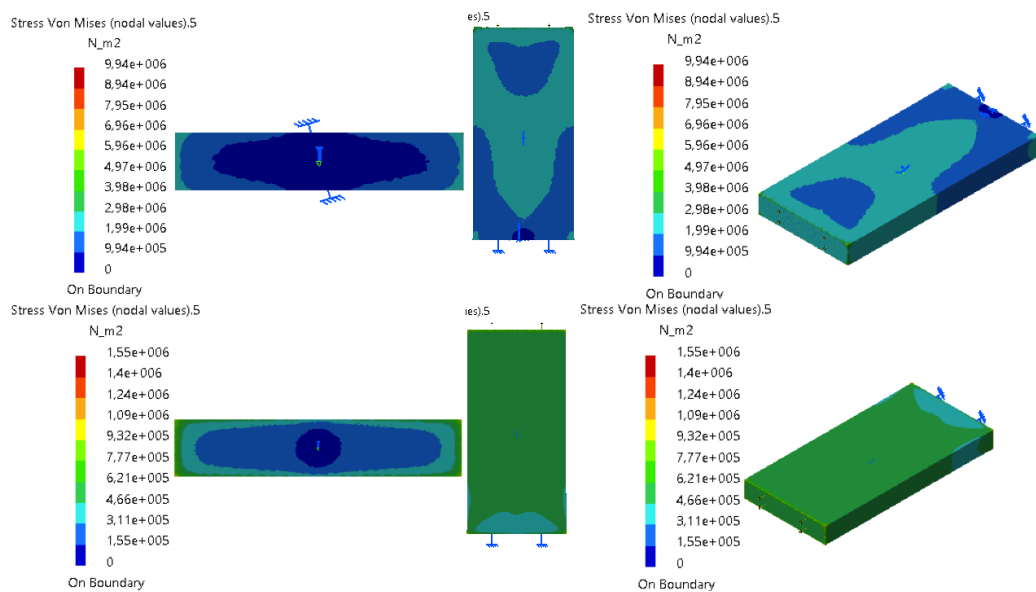 Stress Von Mises (nodal values).5
N_m2
9,94e+006
8,94e+006
7,95e+006
6,96e+006
5,96e+006
4,97e+006
3,98e+006
2,98e+006
1,99e+006
9,94e+005
0
On Boundary
ıes).5
Stress Von Mises (nodal values).5
N_m2
9,94e+006
8,94e+006
7,95e+006
6,96e+006
5,96e+006
4,97e+006
3,98e+006
2,98e+006
1,99e+006
9,94e+005
0
On Boundary
Stress Von Mises (nodal values).5
N_m2
1,55e+006
1,4e+006
1,24e+006
1,09e+006
9,32e+005
7,77e+005
6,21e+005
4,66e+005
3,11e+005
1,55e+005
0
On Boundary
ıes).5
Stress Von Mises (nodal values).5
N_m2
1,55e+006
1,4e+006
1,24e+006
1,09e+006
9,32e+005
7,77e+005
6,21e+005
4,66e+005
3,11e+005
1,55e+005
0
On Boundary